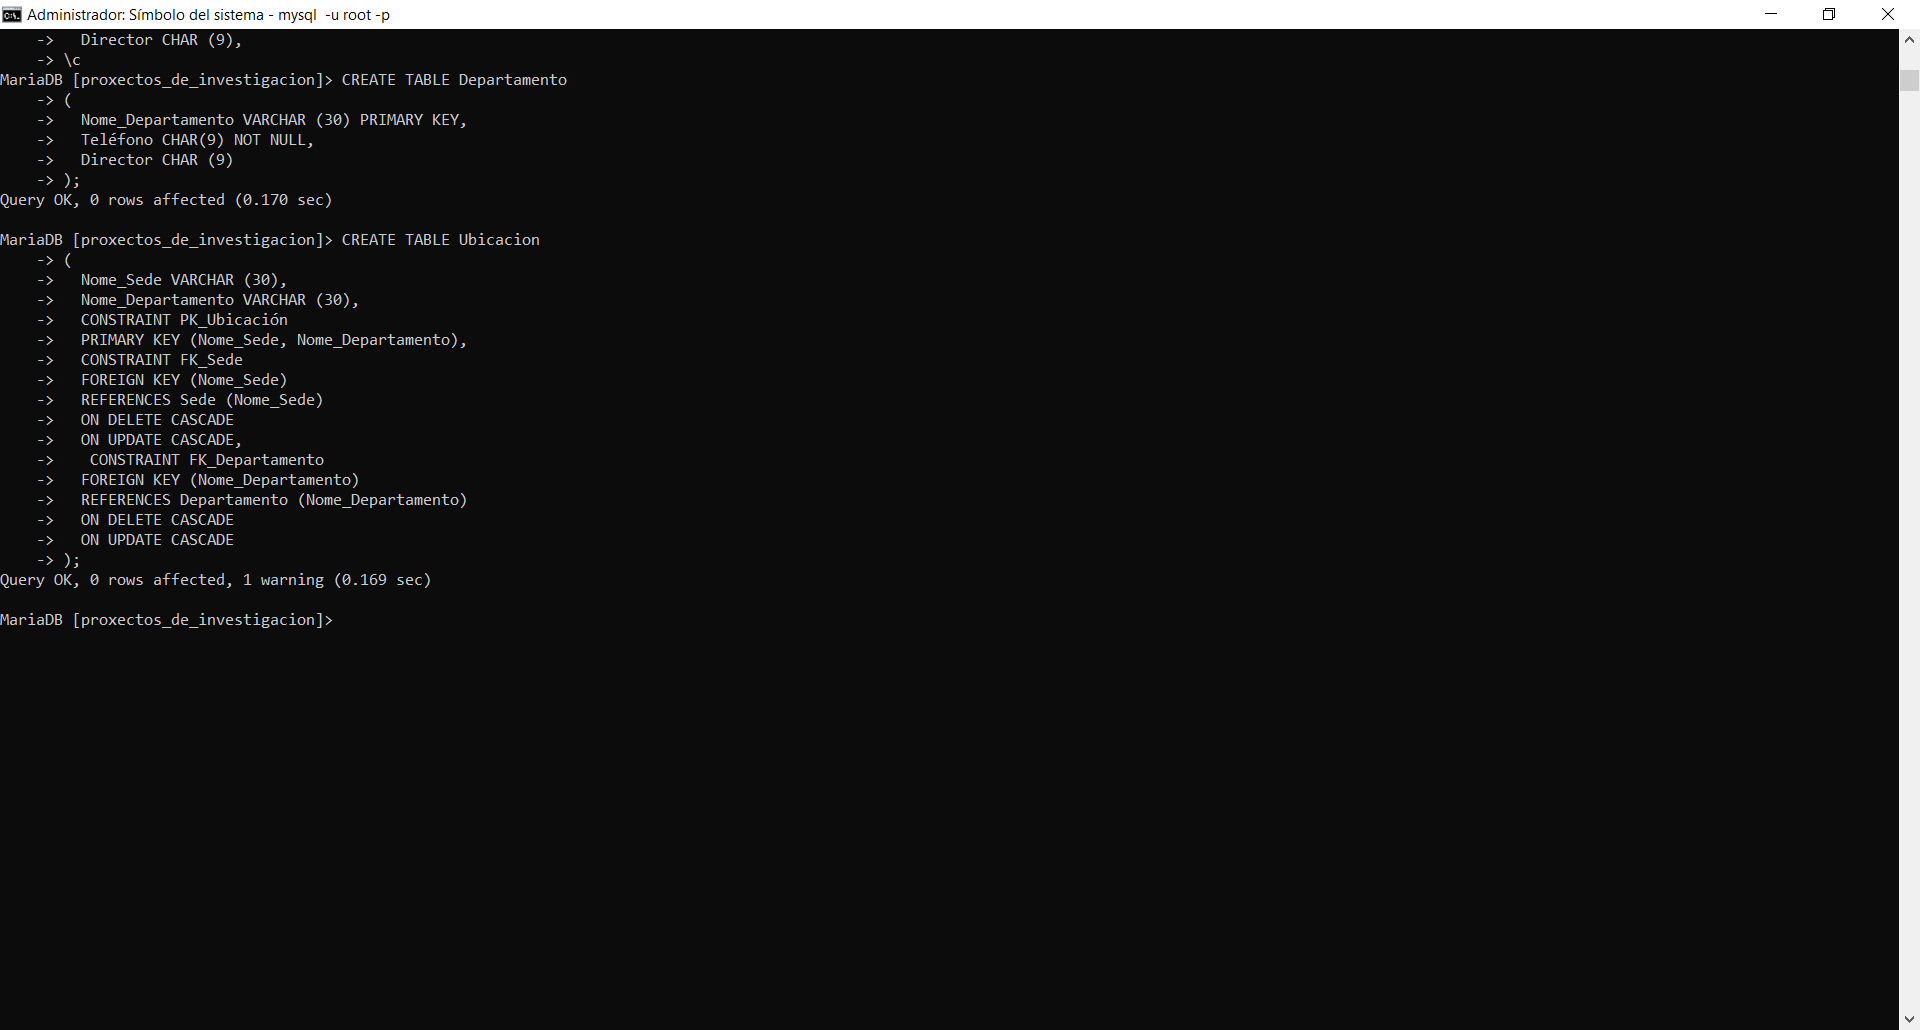 Administrador: Símbolo del sistema - mysql  -u root -p
    ->   Director CHAR (9),
    -> \c
MariaDB [proxectos_de_investigacion]> CREATE TABLE Departamento
    -> (
    ->   Nome_Departamento VARCHAR (30) PRIMARY KEY,
    ->   Teléfono CHAR(9) NOT NULL,
    ->   Director CHAR (9)
    -> );
Query OK, 0 rows affected (0.170 sec)

MariaDB [proxectos_de_investigacion]> CREATE TABLE Ubicacion
    -> (
    ->   Nome_Sede VARCHAR (30),
    ->   Nome_Departamento VARCHAR (30),
    ->   CONSTRAINT PK_Ubicación
    ->   PRIMARY KEY (Nome_Sede, Nome_Departamento),
    ->   CONSTRAINT FK_Sede
    ->   FOREIGN KEY (Nome_Sede)
    ->   REFERENCES Sede (Nome_Sede)
    ->   ON DELETE CASCADE
    ->   ON UPDATE CASCADE,
    ->    CONSTRAINT FK_Departamento
    ->   FOREIGN KEY (Nome_Departamento)
    ->   REFERENCES Departamento (Nome_Departamento)
    ->   ON DELETE CASCADE
    ->   ON UPDATE CASCADE
    -> );
Query OK, 0 rows affected, 1 warning (0.169 sec)

MariaDB [proxectos_de_investigacion]>